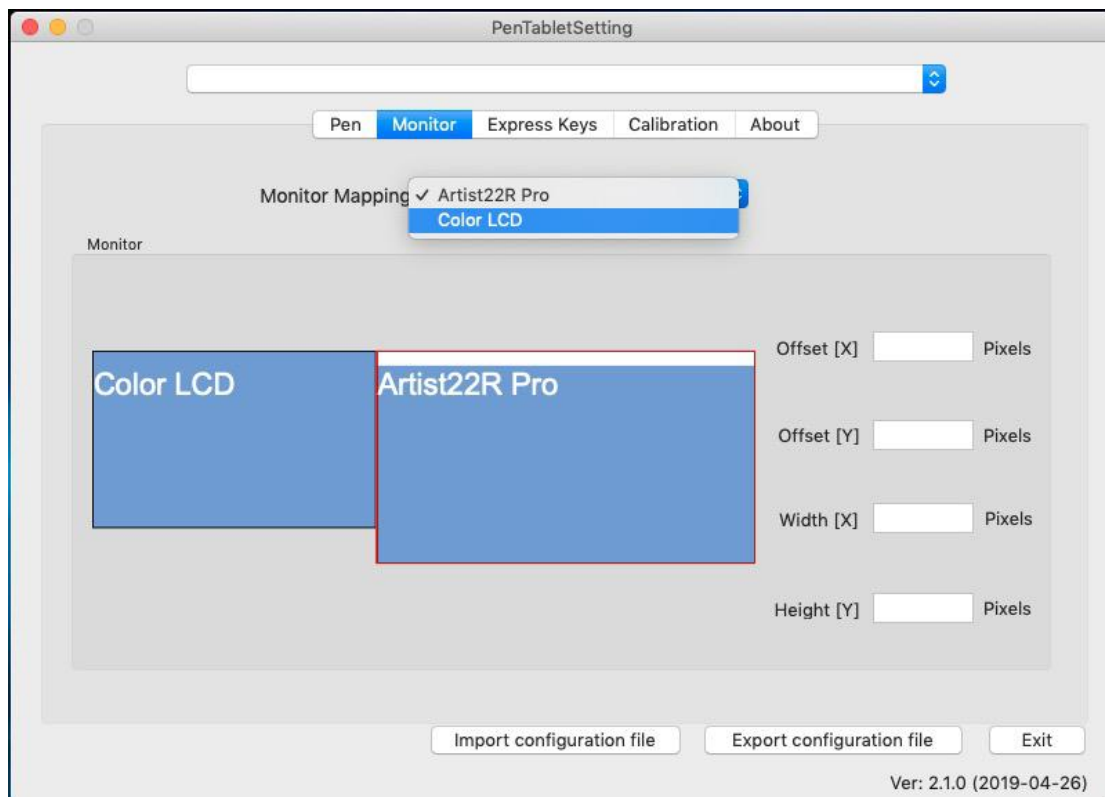 PenTabletSetting
Pen Monitor Express Keys Calibration About
Monitor Mapping ✓ Artist22R Pro
Color LCD
Monitor
Offset [X] Pixels
Color LCD Artist22R Pro
Offset [Y] Pixels
Width [X] Pixels
Height [Y] Pixels
Import configuration file Export configuration file Exit
Ver: 2.1.0 (2019-04-26)